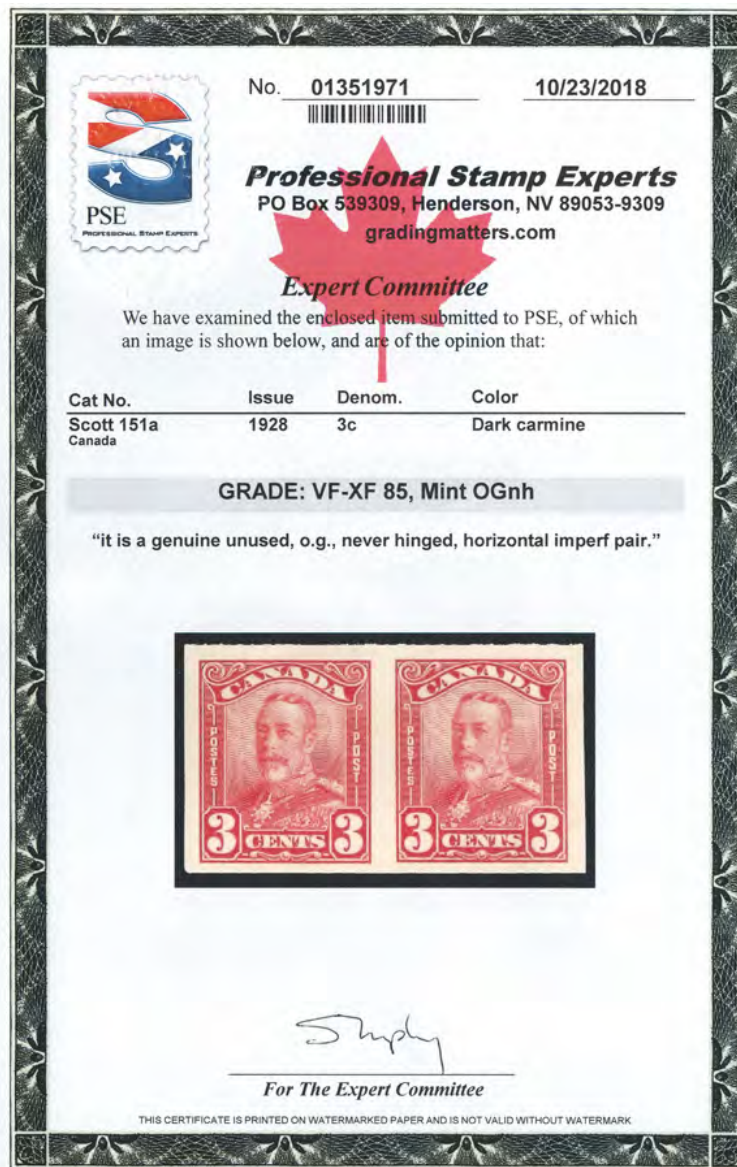 No. 01351971 10/23/2018
PSE
PROFESSIONAL STAMP EXPERTS
Professional Stamp Experts
PO Box 539309, Henderson, NV 89053-9309
gradingmatters.com
Expert Committee
We have examined the enclosed item submitted to PSE, of which
an image is shown below, and are of the opinion that:
Cat No. Issue Denom. Color
Scott 151a 1928 3c Dark carmine
Canada
GRADE: VF-XF 85, Mint OGnh
“it is a genuine unused, o.g., never hinged, horizontal imperf pair.”
CANADA CANADA
POSTES POST POSTES POST
3 CENTS 3 3 CENTS 3
For The Expert Committee
THIS CERTIFICATE IS PRINTED ON WATERMARKED PAPER AND IS NOT VALID WITHOUT WATERMARK